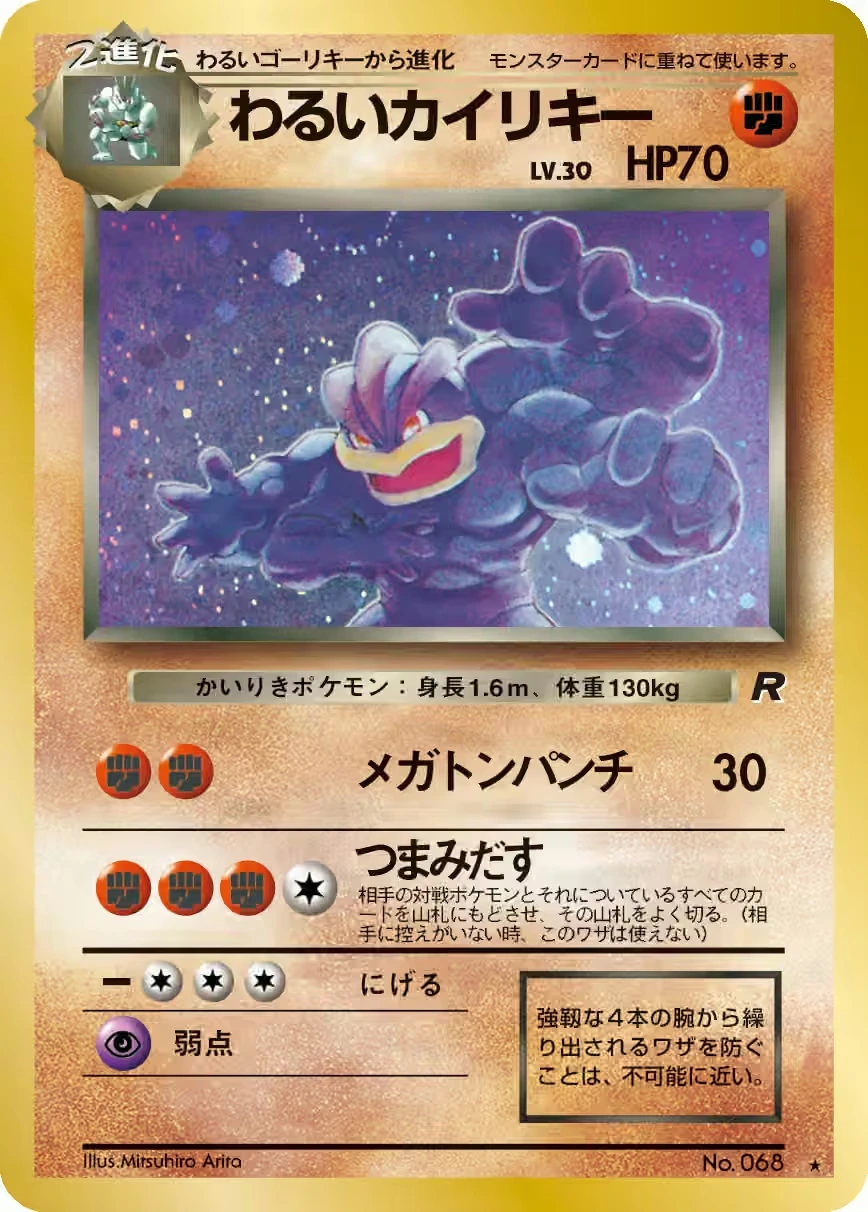 2進化 わるいゴーリキーから進化 モンスターカードに重ねて使います。
わるいカイリキー
LV.30 HP70
かいりきポケモン：身長1.6m、体重130kg R
メガトンパンチ 30
つまみだす
相手の対戦ポケモンとそれについているすべてのカ
ードを山札にもどさせ、その山札をよく切る。（相
手に控えがいない時、このワザは使えない）
にげる
弱点
強靱な４本の腕から繰
り出されるワザを防ぐ
ことは、不可能に近い。
Illus.Mitsuhiro Arita No. 068 ★